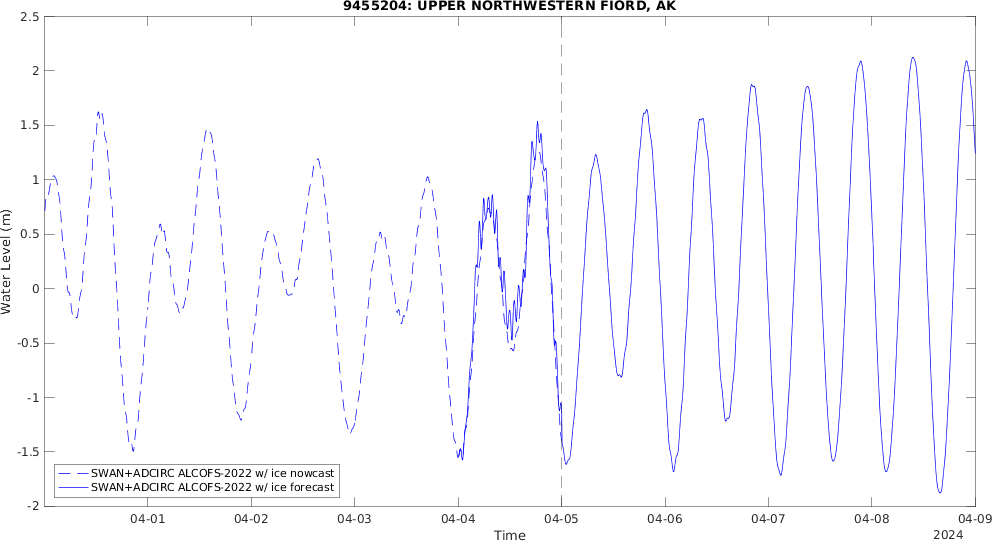 9455204: UPPER NORTHWESTERN FIORD, AK
2.5
2
1.5
1
0.5
0
-0.5
-1
-1.5
-2
Water Level (m)
SWAN+ADCIRC ALCOFS-2022 w/ ice nowcast
SWAN+ADCIRC ALCOFS-2022 w/ ice forecast
04-01 04-02 04-03 04-04 04-05 04-06 04-07 04-08 04-09
Time
2024